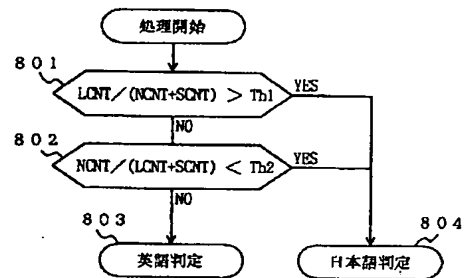 処理開始
801
LCNT/(NCNT+SCNT) > Th1
YES
NO
802
NCNT/(LCNT+SCNT) < Th2
YES
NO
803
804
英語判定
日本語判定